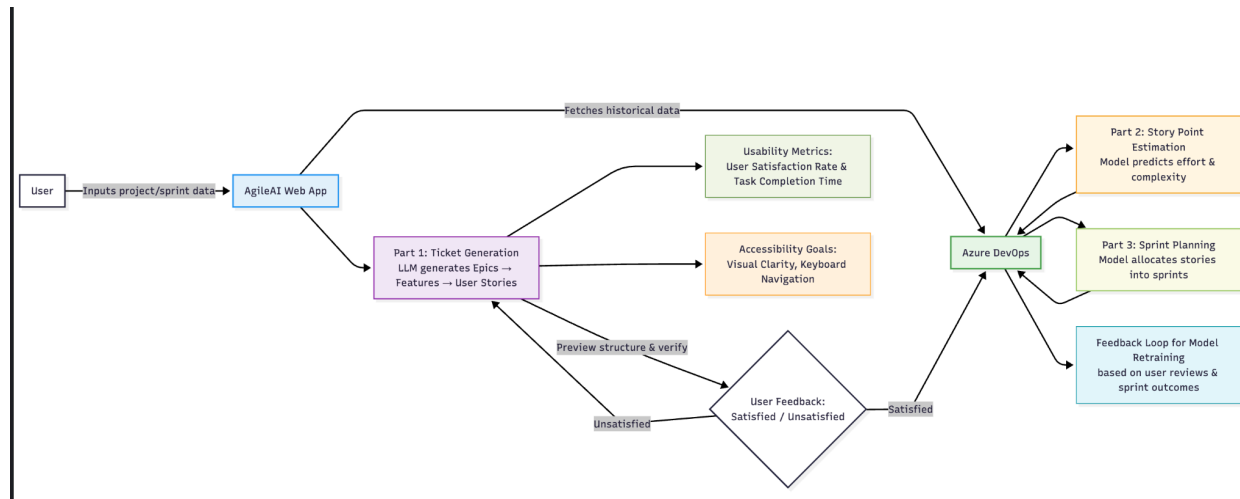 User
Inputs project/sprint data
AgileAI Web App
Fetches historical data
Part 1: Ticket Generation
LLM generates Epics →
Features → User Stories
Usability Metrics:
User Satisfaction Rate &
Task Completion Time
Accessibility Goals:
Visual Clarity, Keyboard
Navigation
Preview structure & verify
Unsatisfied
User Feedback:
Satisfied / Unsatisfied
Satisfied
Azure DevOps
Part 2: Story Point
Estimation
Model predicts effort &
complexity
Part 3: Sprint Planning
Model allocates stories
into sprints
Feedback Loop for Model
Retraining
based on user reviews &
sprint outcomes